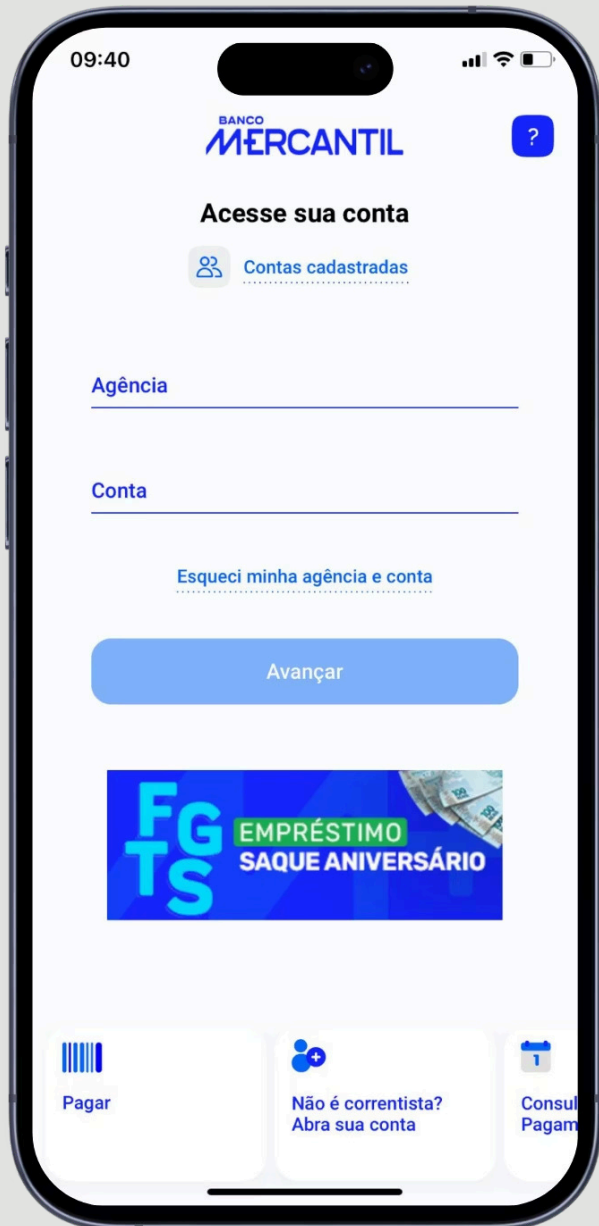 09:40
BANCO
MERCANTIL
?
Acesse sua conta
Contas cadastradas
Agência
Conta
Esqueci minha agência e conta
Avançar
FGTS
EMPRÉSTIMO
SAQUE ANIVERSÁRIO
1
Pagar
Não é correntista?
Abra sua conta
Consul
Pagam